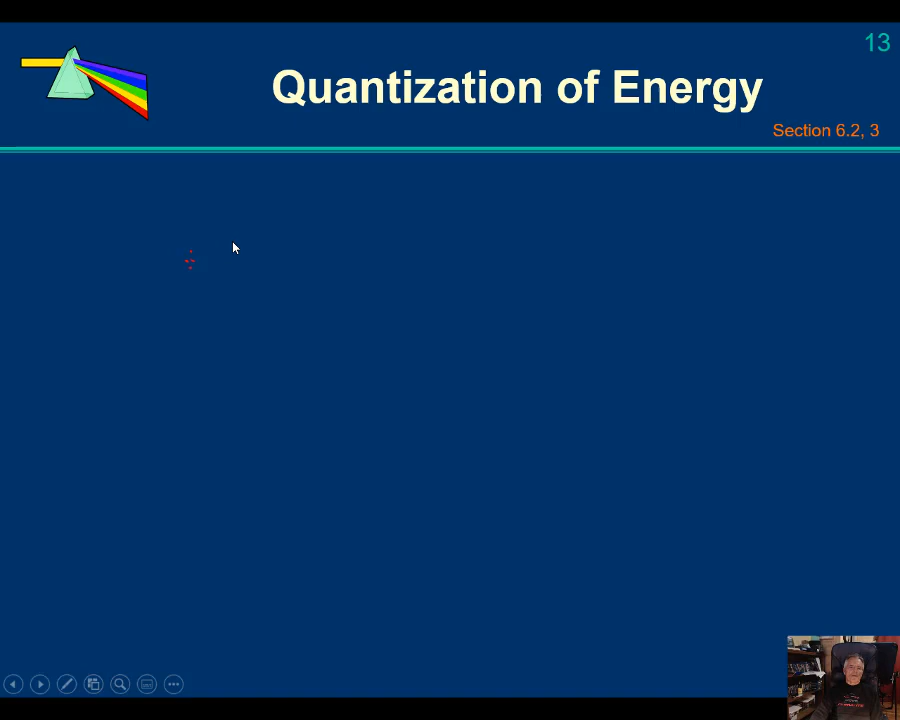 13
Quantization of Energy
Section 6.2, 3